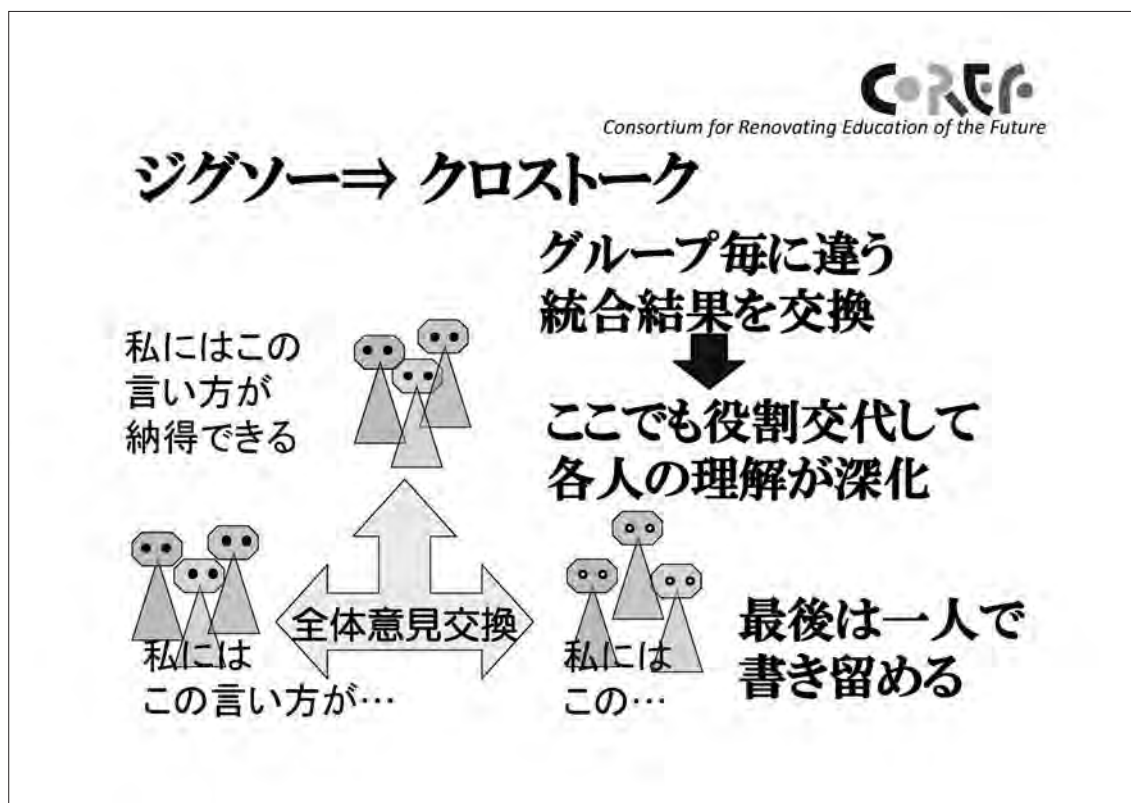 CoREF
Consortium for Renovating Education of the Future
ジグソー⇒ クロストーク
グループ毎に違う
統合結果を交換
私にはこの
言い方が
納得できる
ここでも役割交代して
各人の理解が深化
全体意見交換
私には
この言い方が…
私には
この…
最後は一人で
書き留める